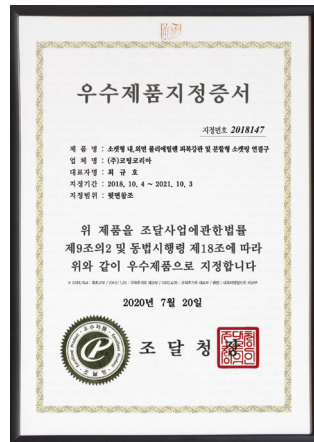 우수제품지정증서
지정번호 2018147
제 품 명 : 소켓형 내,외면 폴리에틸렌 피복강관 및 분할형 소켓링 연결구
업 체 명 : (주)코팅코리아
대표자명 : 최 규 호
지정기간 : 2018. 10. 4 ~ 2021. 10. 3
지정범위 : 뒷면참조
위 제품을 조달사업에관한법률
제9조의2 및 동법시행령 제18조에 따라
위와 같이 우수제품으로 지정합니다
2020년 7월 20일
조 달 청 장